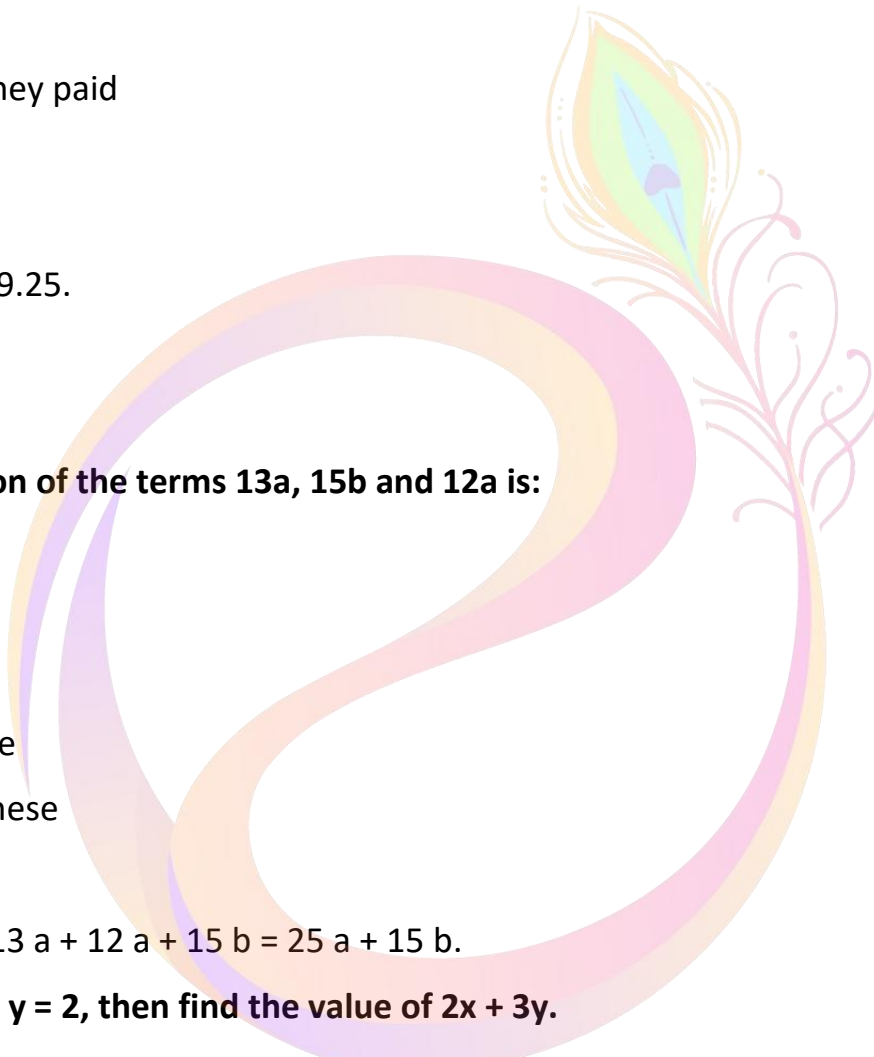 hey paid
9.25.
on of the terms 13a, 15b and 12a is:
e
hese
13 a + 12 a + 15 b = 25 a + 15 b.
y = 2, then find the value of 2x + 3y.